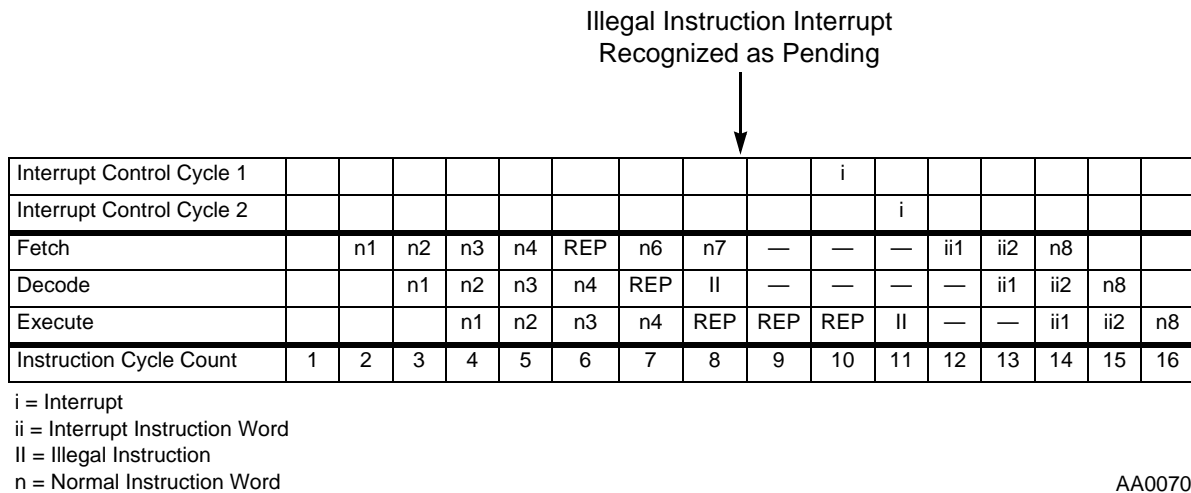 Illegal Instruction Interrupt
Recognized as Pending
Interrupt Control Cycle 1 i
Interrupt Control Cycle 2 i
Fetch n1 n2 n3 n4 REP n6 n7 — — — ii1 ii2 n8
Decode n1 n2 n3 n4 REP II — — — — ii1 ii2 n8
Execute n1 n2 n3 n4 REP REP REP II — — ii1 ii2 n8
Instruction Cycle Count 1 2 3 4 5 6 7 8 9 10 11 12 13 14 15 16
i = Interrupt
ii = Interrupt Instruction Word
II = Illegal Instruction
n = Normal Instruction Word
AA0070